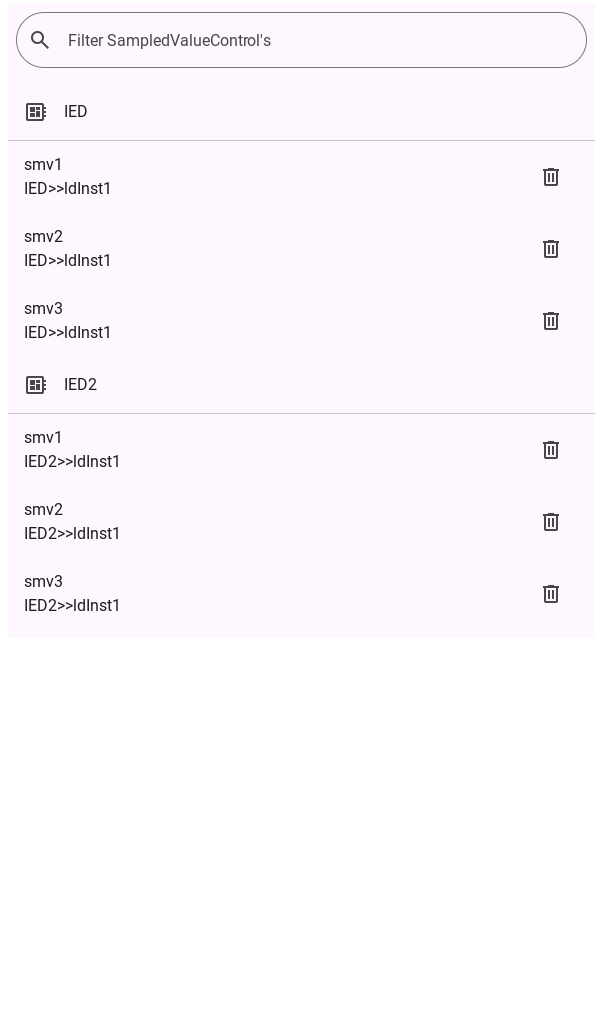 Filter SampledValueControl's
IED
smv1
IED>>ldInst1
smv2
IED>>ldInst1
smv3
IED>>ldInst1
IED2
smv1
IED2>>ldInst1
smv2
IED2>>ldInst1
smv3
IED2>>ldInst1